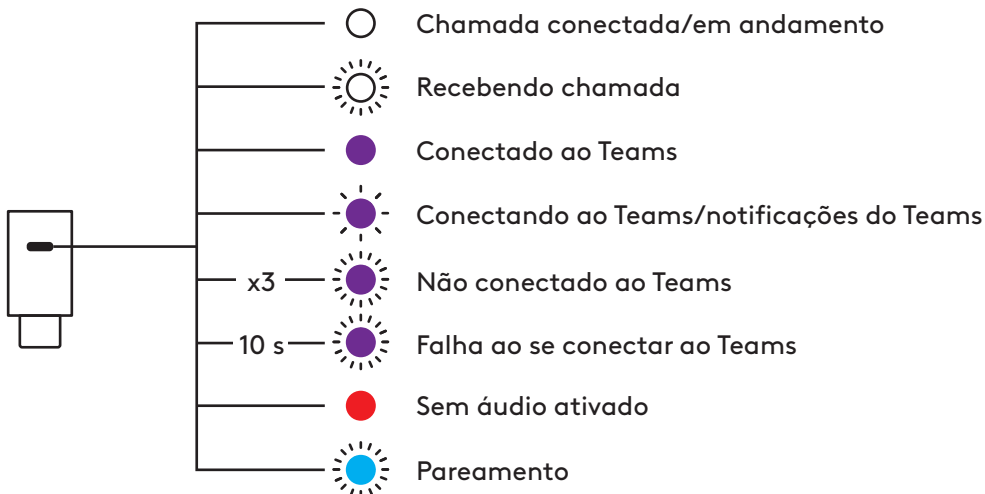 Chamada conectada/em andamento
Recebendo chamada
Conectado ao Teams
Conectando ao Teams/notificações do Teams
x3 Não conectado ao Teams
10 s Falha ao se conectar ao Teams
Sem áudio ativado
Pareamento